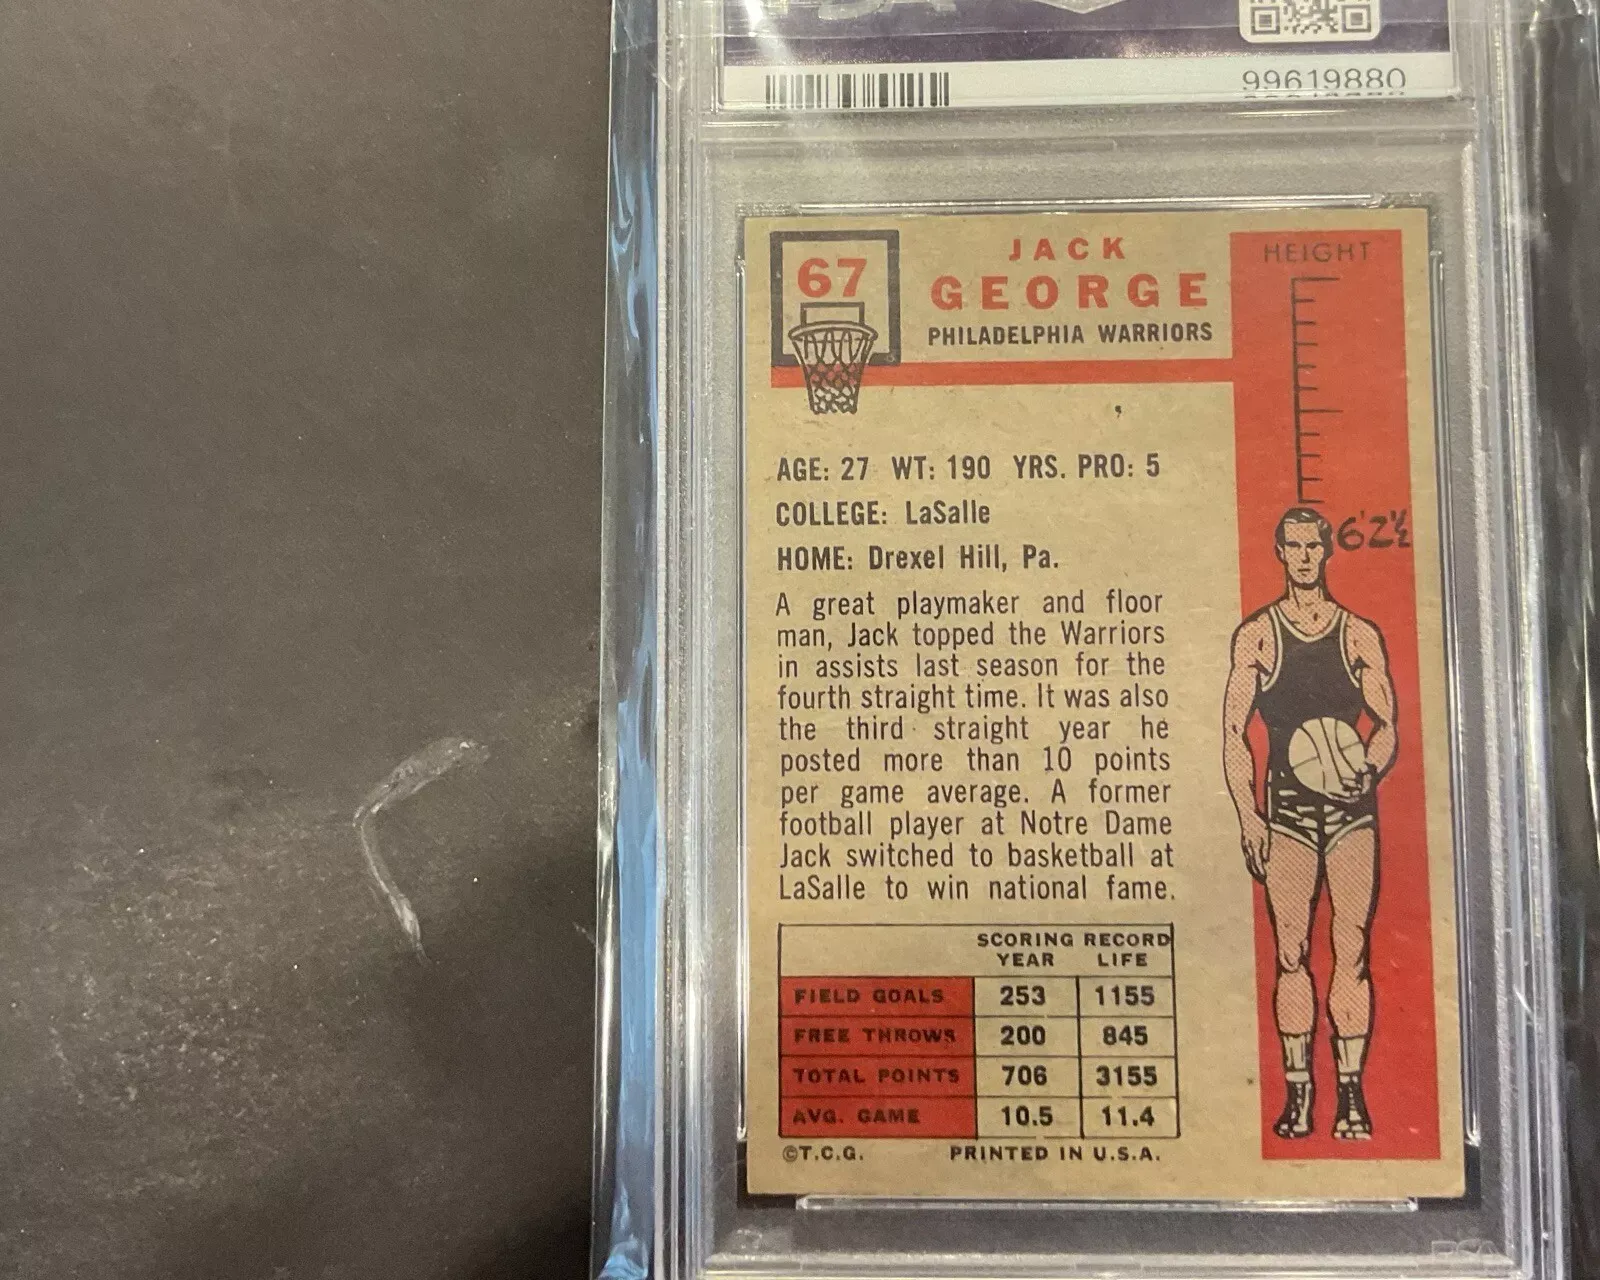 99619880
67
JACK
GEORGE
PHILADELPHIA WARRIORS
HEIGHT
6'2½
AGE: 27 WT: 190 YRS. PRO: 5
COLLEGE: LaSalle
HOME: Drexel Hill, Pa.
A great playmaker and floor
man, Jack topped the Warriors
in assists last season for the
fourth straight time. It was also
the third straight year he
posted more than 10 points
per game average. A former
football player at Notre Dame
Jack switched to basketball at
LaSalle to win national fame.
SCORING RECORD
YEAR LIFE
FIELD GOALS 253 1155
FREE THROWS 200 845
TOTAL POINTS 706 3155
AVG. GAME 10.5 11.4
©T.C.G. PRINTED IN U.S.A.
PSA